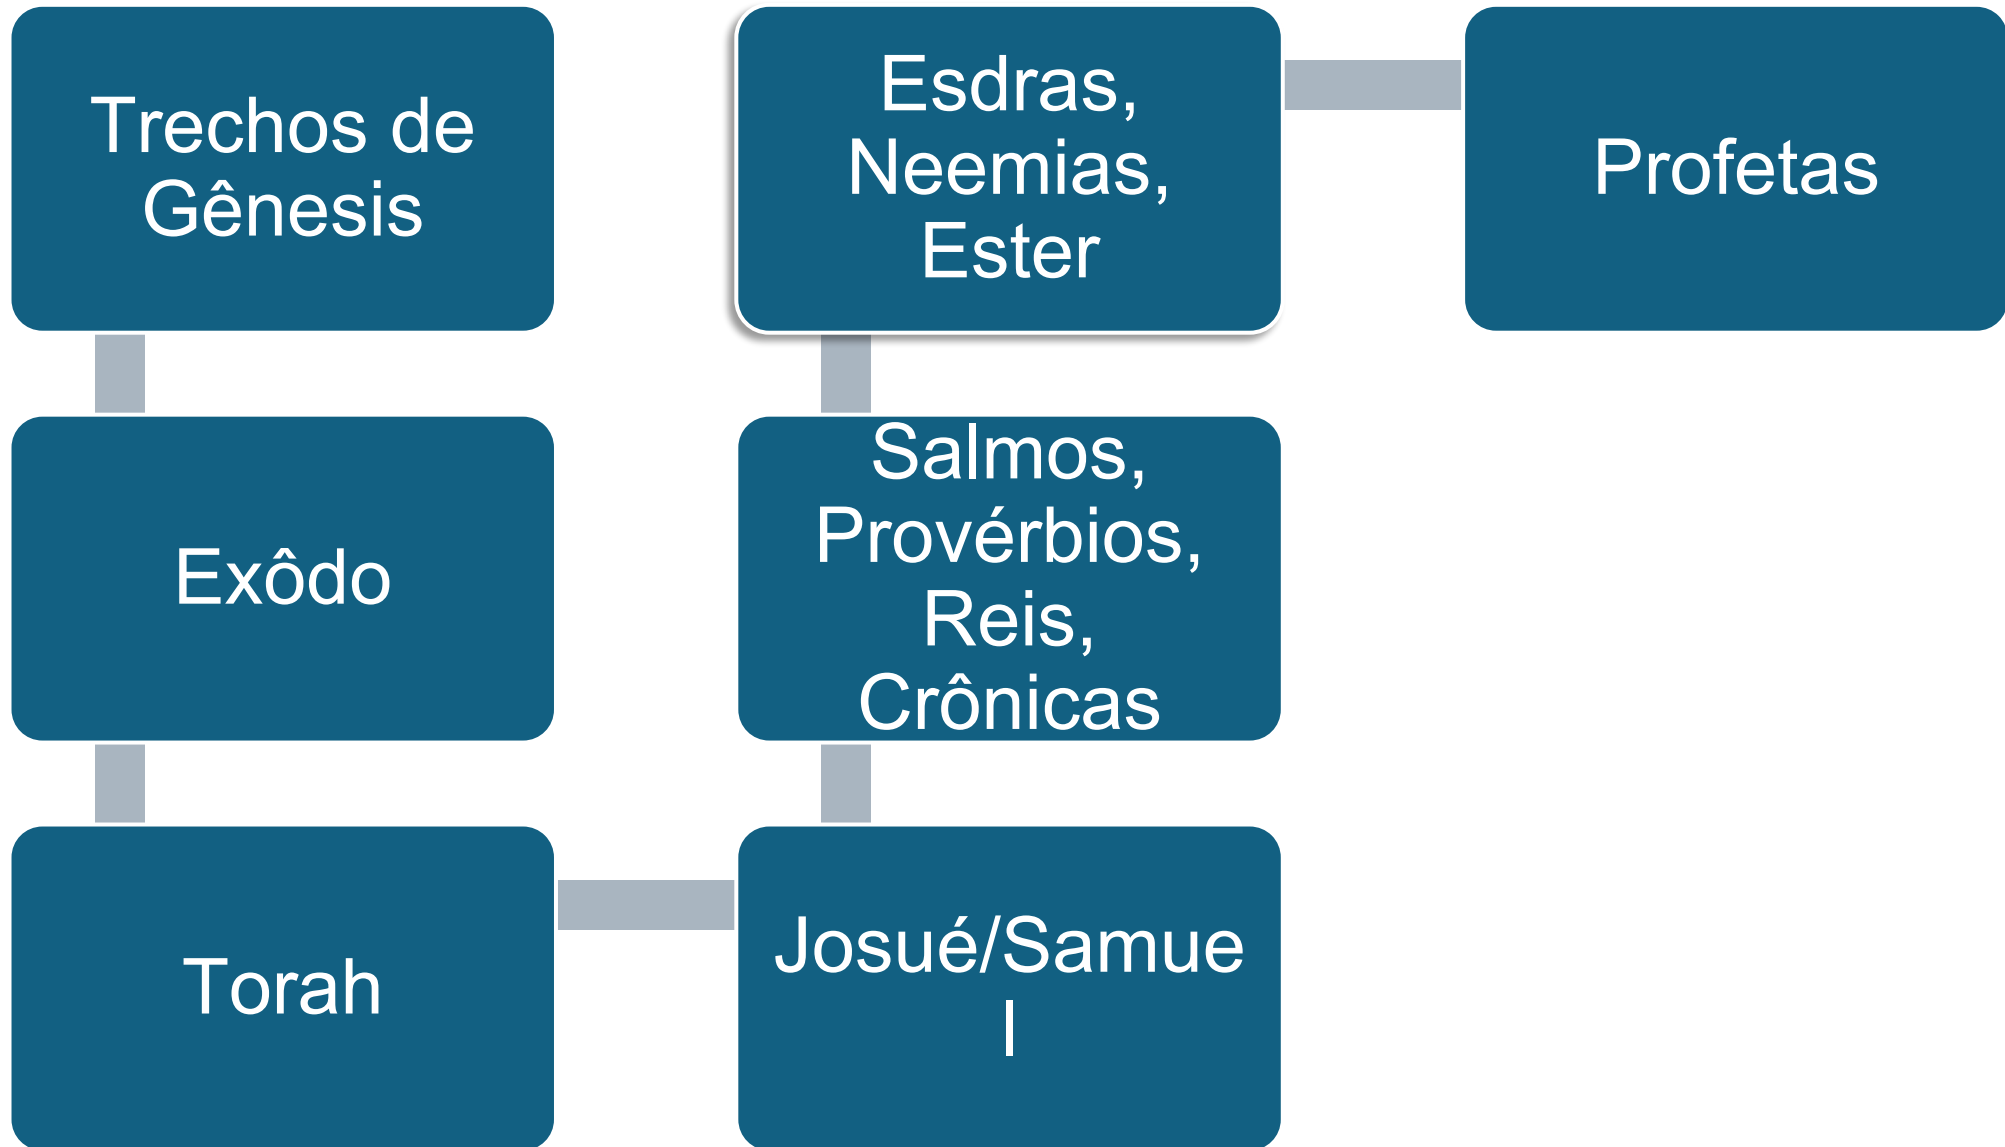 Trechos de
Gênesis
Exôdo
Torah
Josué/Samue
l
Salmos,
Provérbios,
Reis,
Crônicas
Esdras,
Neemias,
Ester
Profetas